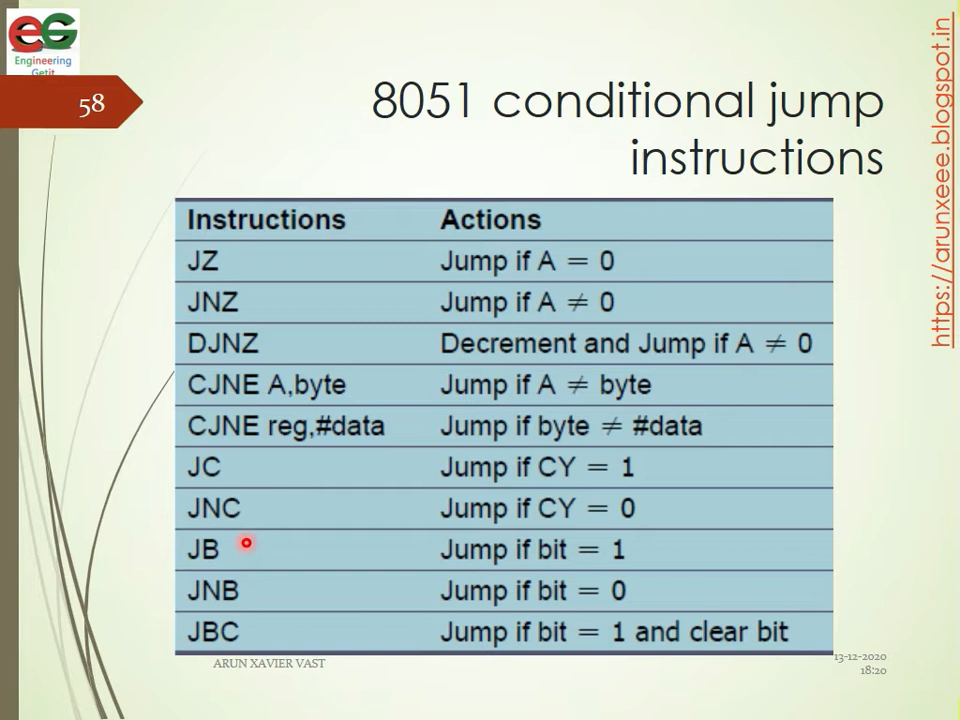 eG
Engineering
Getit
58
8051 conditional jump
instructions
https://arunxeee.blogspot.in
Instructions Actions
JZ Jump if A = 0
JNZ Jump if A ≠ 0
DJNZ Decrement and Jump if A ≠ 0
CJNE A,byte Jump if A ≠ byte
CJNE reg,#data Jump if byte ≠ #data
JC Jump if CY = 1
JNC Jump if CY = 0
JB Jump if bit = 1
JNB Jump if bit = 0
JBC Jump if bit = 1 and clear bit
ARUN XAVIER VAST
13-12-2020
18:20